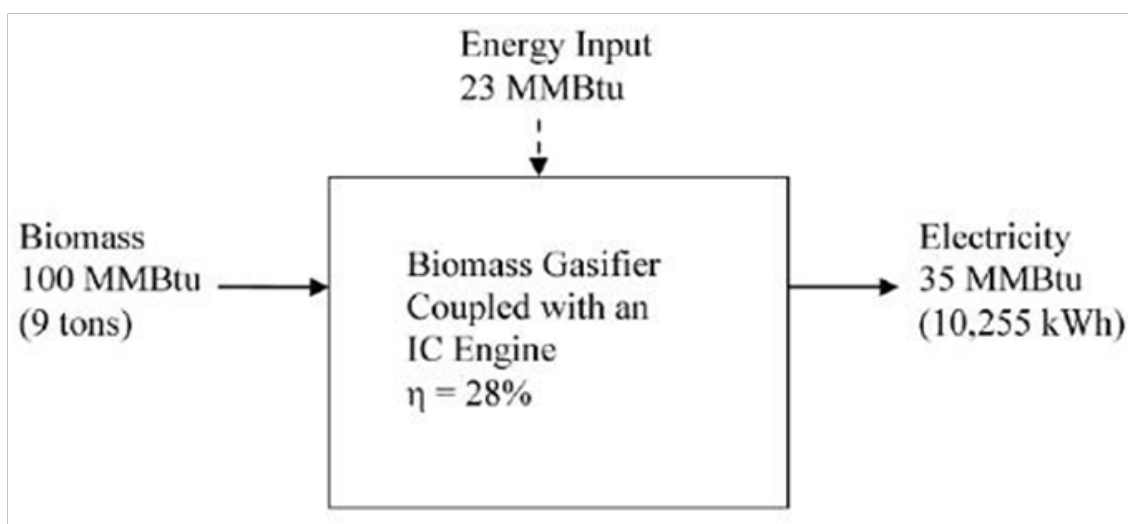 Energy Input
23 MMBtu
Biomass
100 MMBtu
(9 tons)
Biomass Gasifier
Coupled with an
IC Engine
η = 28%
Electricity
35 MMBtu
(10,255 kWh)